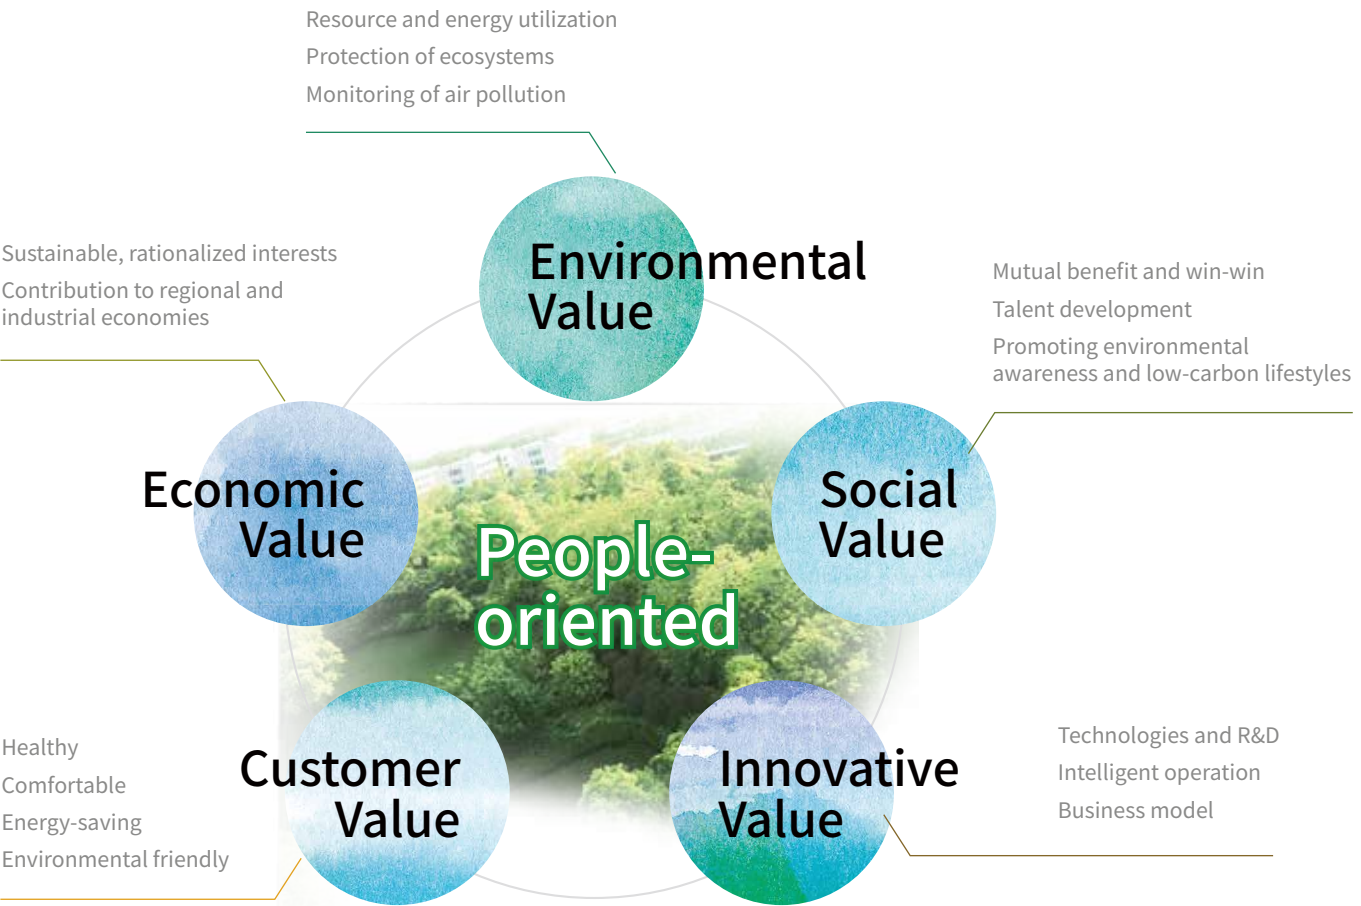 Resource and energy utilization
Protection of ecosystems
Monitoring of air pollution
Environmental
Value
Sustainable, rationalized interests
Contribution to regional and
industrial economies
Mutual benefit and win-win
Talent development
Promoting environmental
awareness and low-carbon lifestyles
Economic
Value
Social
Value
People-
oriented
Healthy
Comfortable
Energy-saving
Environmental friendly
Customer
Value
Innovative
Value
Technologies and R&D
Intelligent operation
Business model